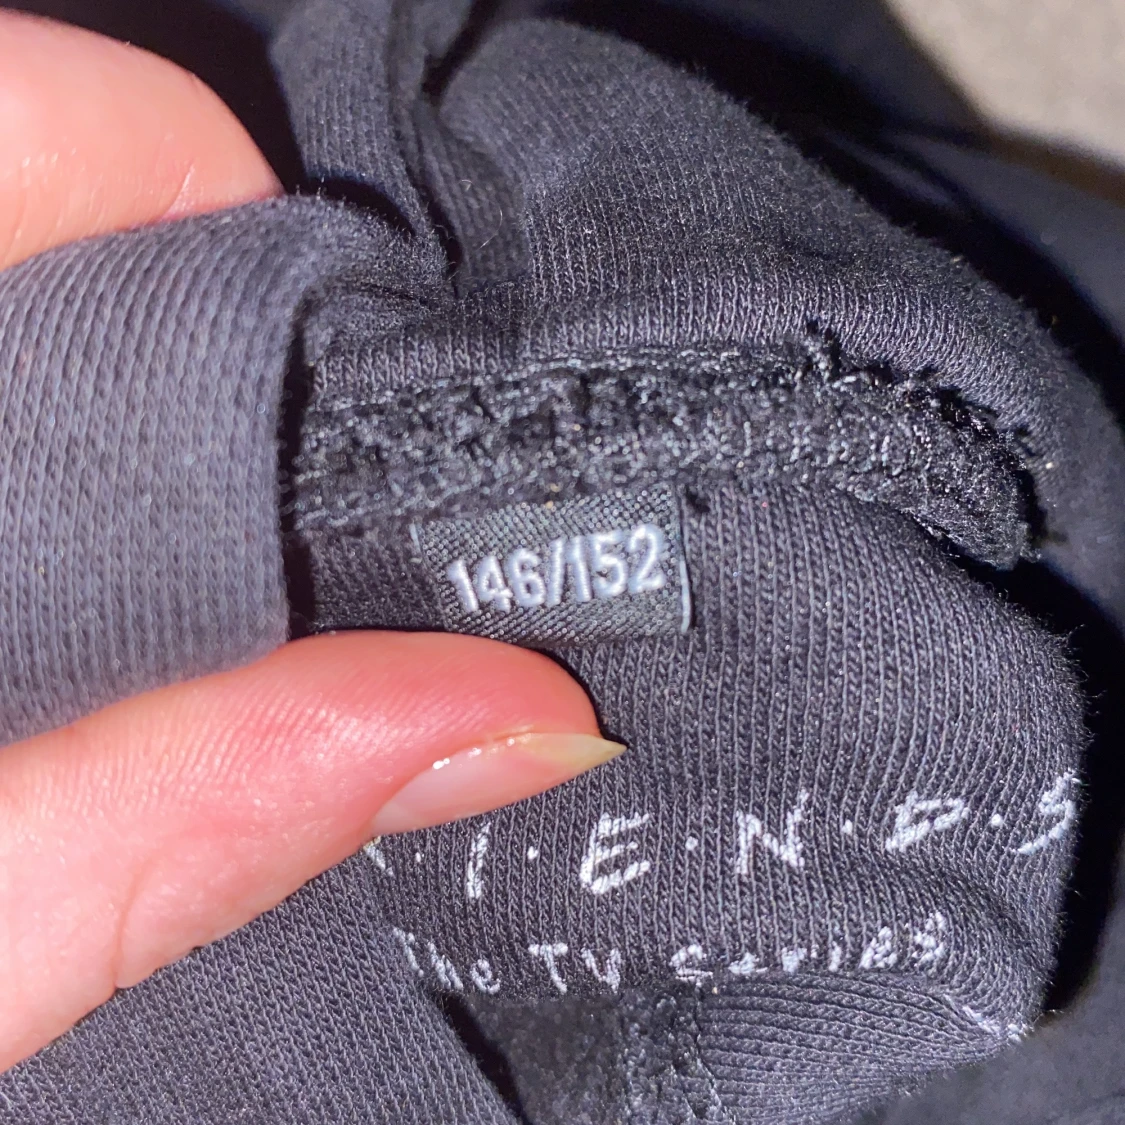 146/152
I·E·N·D·S
The TV Series